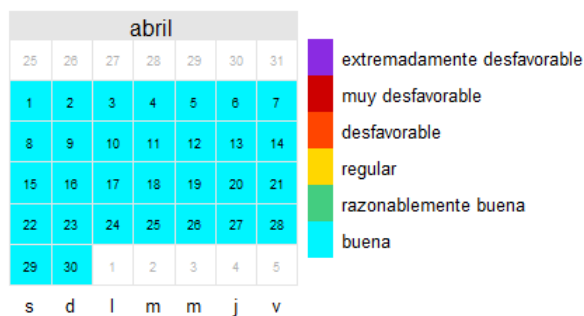 abril
25 26 27 28 29 30 31
1 2 3 4 5 6 7
8 9 10 11 12 13 14
15 16 17 18 19 20 21
22 23 24 25 26 27 28
29 30 1 2 3 4 5
s d l m m j v
extremadamente desfavorable
muy desfavorable
desfavorable
regular
razonablemente buena
buena